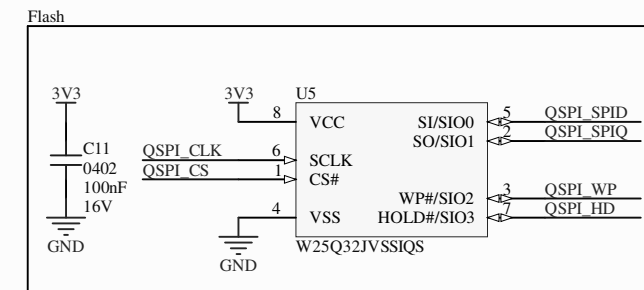 Flash
3V3
C11
0402
100nF
16V
GND
3V3
U5
8 VCC
QSPI_CLK 6 SCLK
QSPI_CS 1 CS#
4 VSS
GND
SI/SIO0 5 QSPI_SPID
SO/SIO1 2 QSPI_SPIQ
WP#/SIO2 3 QSPI_WP
HOLD#/SIO3 7 QSPI_HD
W25Q32JVSSIQS